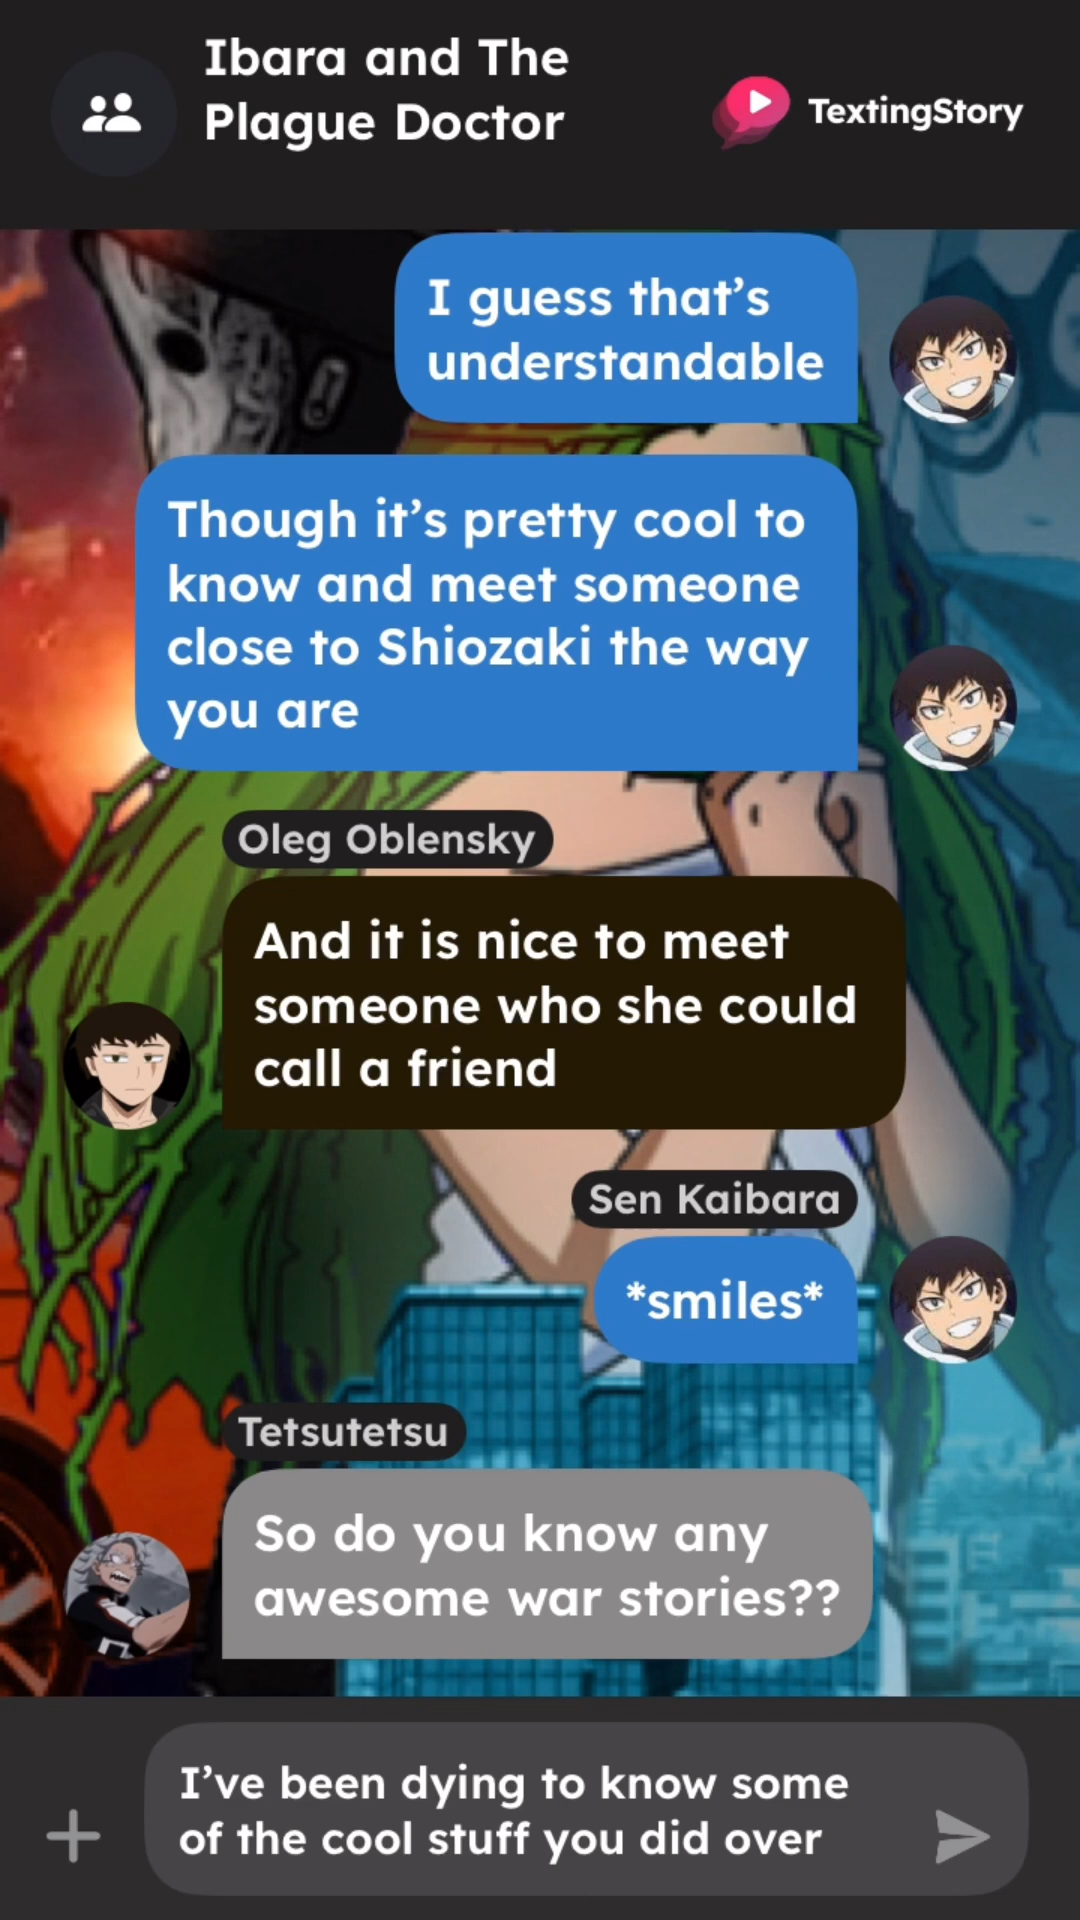 Ibara and The
Plague Doctor
TextingStory
I guess that’s
understandable
Though it’s pretty cool to
know and meet someone
close to Shiozaki the way
you are
Oleg Oblensky
And it is nice to meet
someone who she could
call a friend
Sen Kaibara
*smiles*
Tetsutetsu
So do you know any
awesome war stories??
I’ve been dying to know some
of the cool stuff you did over